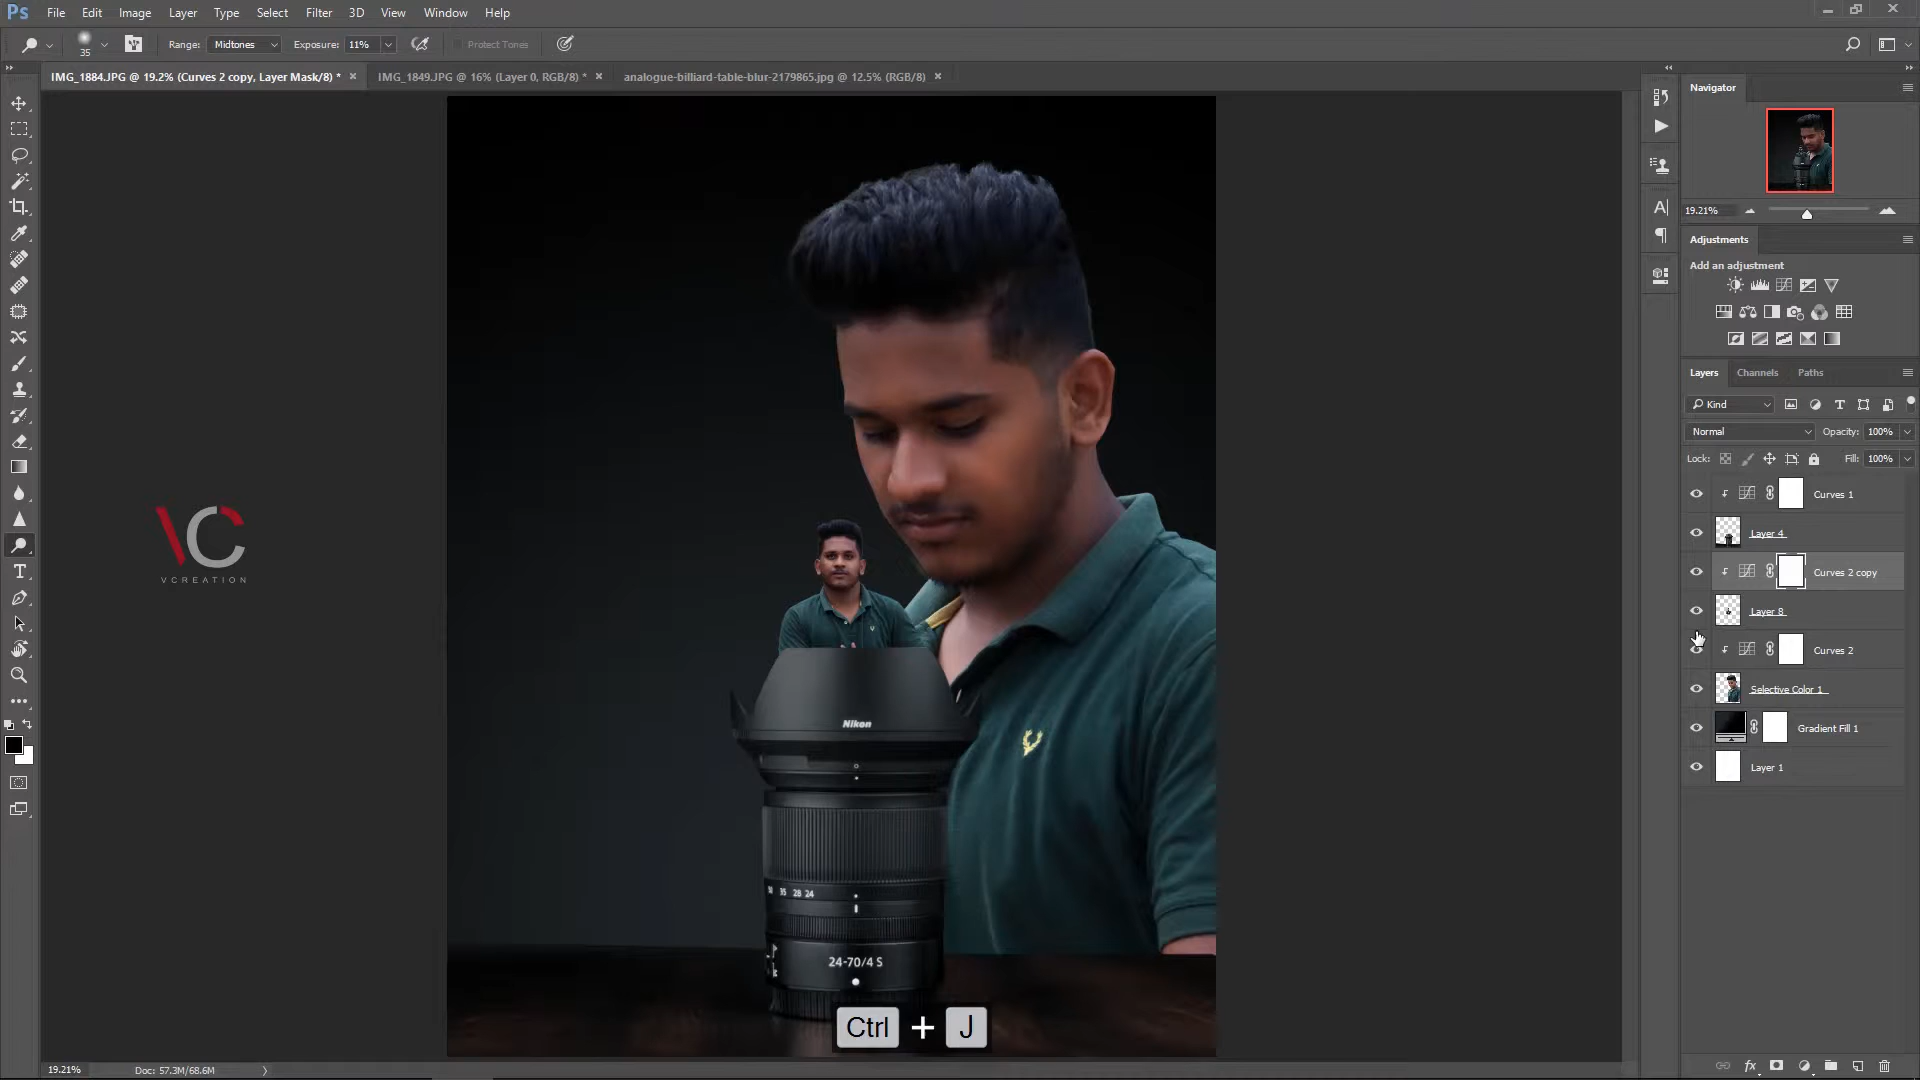 Ps File Edit Image Layer Type Select Filter 3D View Window Help
35 Range: Midtones Exposure: 11% Protect Tones
IMG_1884.JPG @ 19.2% (Curves 2 copy, Layer Mask/8) * IMG_1849.JPG @ 16% (Layer 0, RGB/8) * analogue-billiard-table-blur-2179865.jpg @ 12.5% (RGB/8)
Navigator
19.21%
Adjustments
Add an adjustment
Layers Channels Paths
Kind
Normal Opacity: 100%
Lock: Fill: 100%
Curves 1
Layer 4
Curves 2 copy
Layer 8
Curves 2
Selective Color 1
Gradient Fill 1
Layer 1
VC
VCREATION
Nikon
35 28 24
24-70/4 S
Ctrl + J
19.21% Doc: 57.3M/68.6M